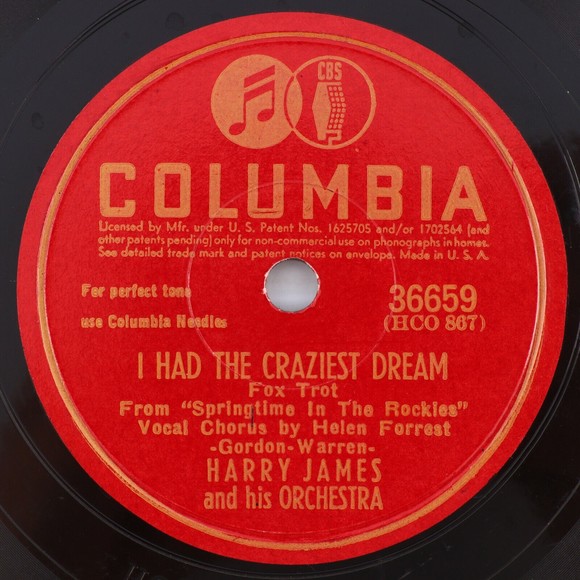 CBS
COLUMBIA
Licensed by Mfr. under U. S. Patent Nos. 1625705 and/or 1702564 (and
other patents pending) only for non-commercial use on phonographs in homes.
See detailed trade mark and patent notices on envelope. Made in U. S. A.
For perfect tone
use Columbia Needles
36659
(HCO 867)
I HAD THE CRAZIEST DREAM
Fox Trot
From "Springtime In The Rockies"
Vocal Chorus by Helen Forrest
-Gordon-Warren-
HARRY JAMES
and his ORCHESTRA